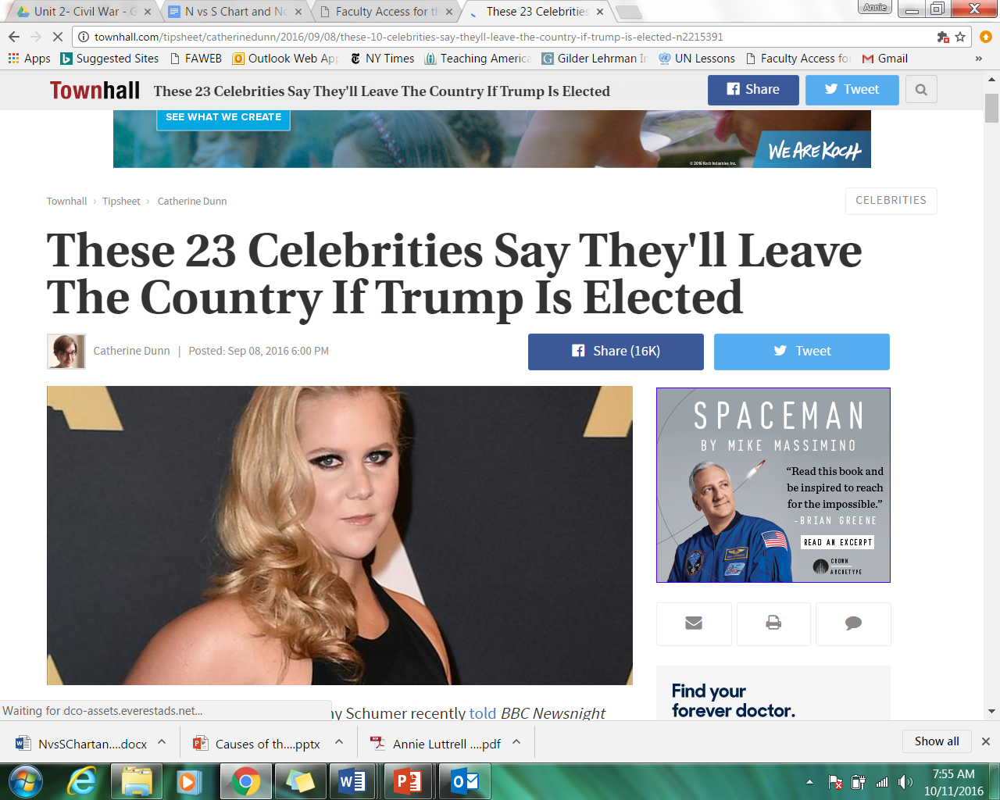 Unit 2- Civil War - G
N vs S Chart and No
Faculty Access for th
These 23 Celebrities
Annie
townhall.com/tipsheet/catherinedunn/2016/09/08/these-10-celebrities-say-theyll-leave-the-country-if-trump-is-elected-n2215391
Apps Suggested Sites FAWEB Outlook Web App NY Times Teaching America Gilder Lehrman In UN Lessons Faculty Access for Gmail »
Townhall These 23 Celebrities Say They'll Leave The Country If Trump Is Elected Share Tweet
SEE WHAT WE CREATE
WE ARE KOCH
© 2016 Koch Industries, Inc.
Townhall › Tipsheet › Catherine Dunn
CELEBRITIES
These 23 Celebrities Say They'll Leave
The Country If Trump Is Elected
Catherine Dunn | Posted: Sep 08, 2016 6:00 PM
Share (16K) Tweet
SPACEMAN
BY MIKE MASSIMINO
“Read this book and
be inspired to reach
for the impossible.”
-BRIAN GREENE
READ AN EXCERPT
CROWN
ARCHETYPE
Find your
forever doctor.
Waiting for dco-assets.everestads.net...
ny Schumer recently told BBC Newsnight
NvsSChartan....docx
Causes of th....pptx
Annie Luttrell ....pdf
Show all
7:55 AM
10/11/2016